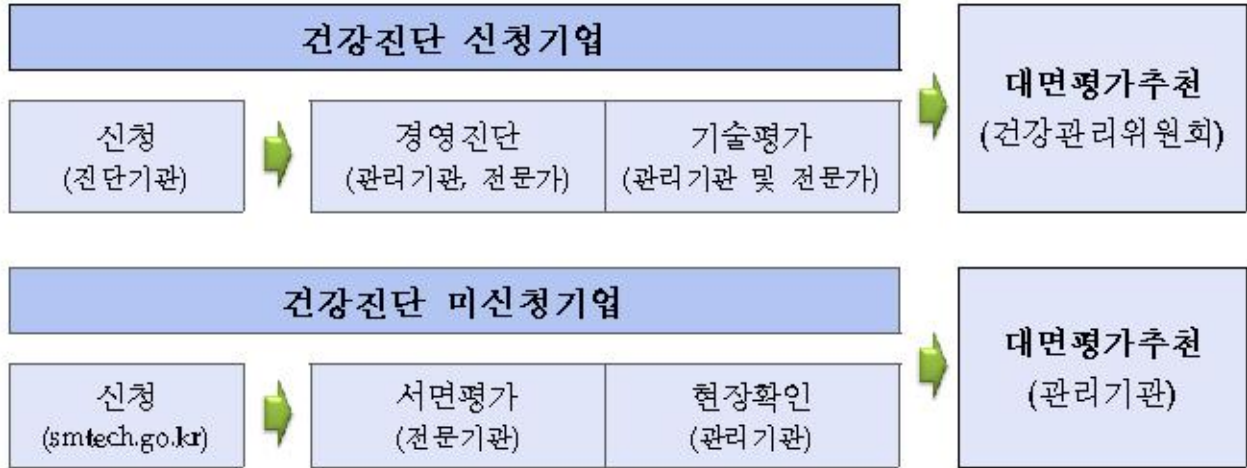 건강진단 신청기업
신청
(진단기관)
경영진단
(관리기관, 전문가)
기술평가
(관리기관 및 전문가)
대면평가추천
(건강관리위원회)
건강진단 미신청기업
신청
(smtech.go.kr)
서면평가
(전문기관)
현장확인
(관리기관)
대면평가추천
(관리기관)